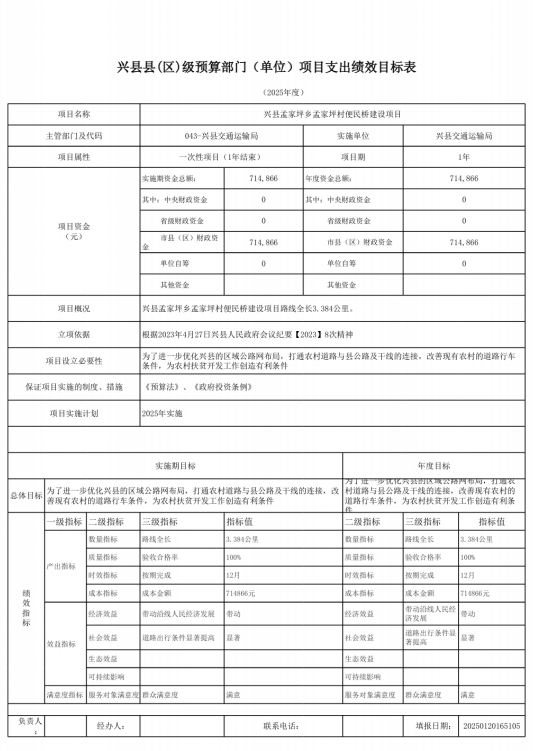 兴县县(区)级预算部门（单位）项目支出绩效目标表
（2025年度）
项目名称 兴县孟家坪乡孟家坪村便民桥建设项目
主管部门及代码 043-兴县交通运输局 实施单位 兴县交通运输局
项目属性 一次性项目（1年结束） 项目期 1年
项目资金（元） 实施期资金总额： 714,866 年度资金总额： 714,866
其中：中央财政资金 0 其中：中央财政资金 0
省级财政资金 0 省级财政资金 0
市县（区）财政资金 714,866 市县（区）财政资金 714,866
单位自筹 0 单位自筹 0
其他资金 其他资金
项目概况 兴县孟家坪乡孟家坪村便民桥建设项目路线全长3.384公里。
立项依据 根据2023年4月27日兴县人民政府会议纪要【2023】8次精神
项目设立必要性 为了进一步优化兴县的区域公路网布局，打通农村道路与县公路及干线的连接，改善现有农村的道路行车条件，为农村扶贫开发工作创造有利条件
保证项目实施的制度、措施 《预算法》、《政府投资条例》
项目实施计划 2025年实施
实施期目标 年度目标
总体目标 为了进一步优化兴县的区域公路网布局，打通农村道路与县公路及干线的连接，改善现有农村的道路行车条件，为农村扶贫开发工作创造有利条件 为了进一步优化兴县的区域公路网布局，打通农村道路与县公路及干线的连接，改善现有农村的道路行车条件，为农村扶贫开发工作创造有利条件
绩效指标 一级指标 二级指标 三级指标 指标值 二级指标 三级指标 指标值
产出指标 数量指标 路线全长 3.384公里 数量指标 路线全长 3.384公里
质量指标 验收合格率 100% 质量指标 验收合格率 100%
时效指标 按期完成 12月 时效指标 按期完成 12月
成本指标 成本金额 714866元 成本指标 成本金额 714866元
效益指标 经济效益 带动沿线人民经济发展 带动 经济效益 带动沿线人民经济发展 带动
社会效益 道路出行条件显著提高 显著 社会效益 道路出行条件显著提高 显著
生态效益 生态效益
可持续影响 可持续影响
满意度指标 服务对象满意度 群众满意度 满意 服务对象满意度 群众满意度 满意
负责人： 经办人： 联系电话： 填报日期： 20250120165105